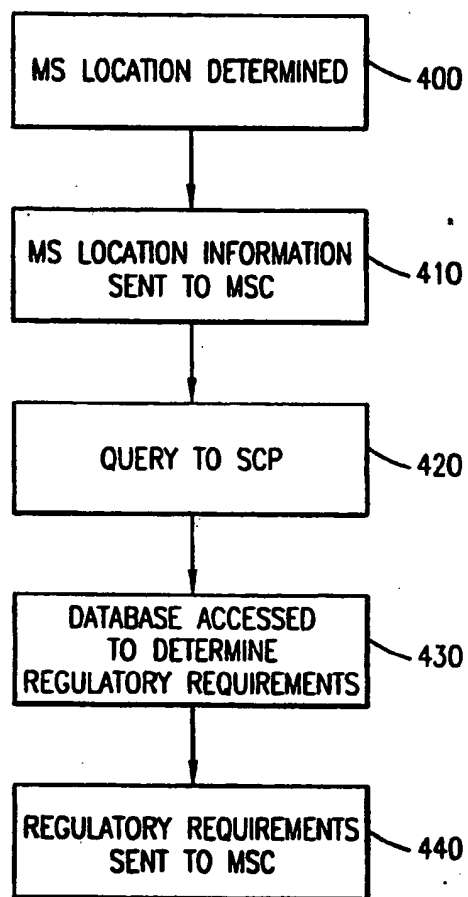 MS LOCATION DETERMINED
400
MS LOCATION INFORMATION
SENT TO MSC
410
QUERY TO SCP
420
DATABASE ACCESSED
TO DETERMINE
REGULATORY REQUIREMENTS
430
REGULATORY REQUIREMENTS
SENT TO MSC
440